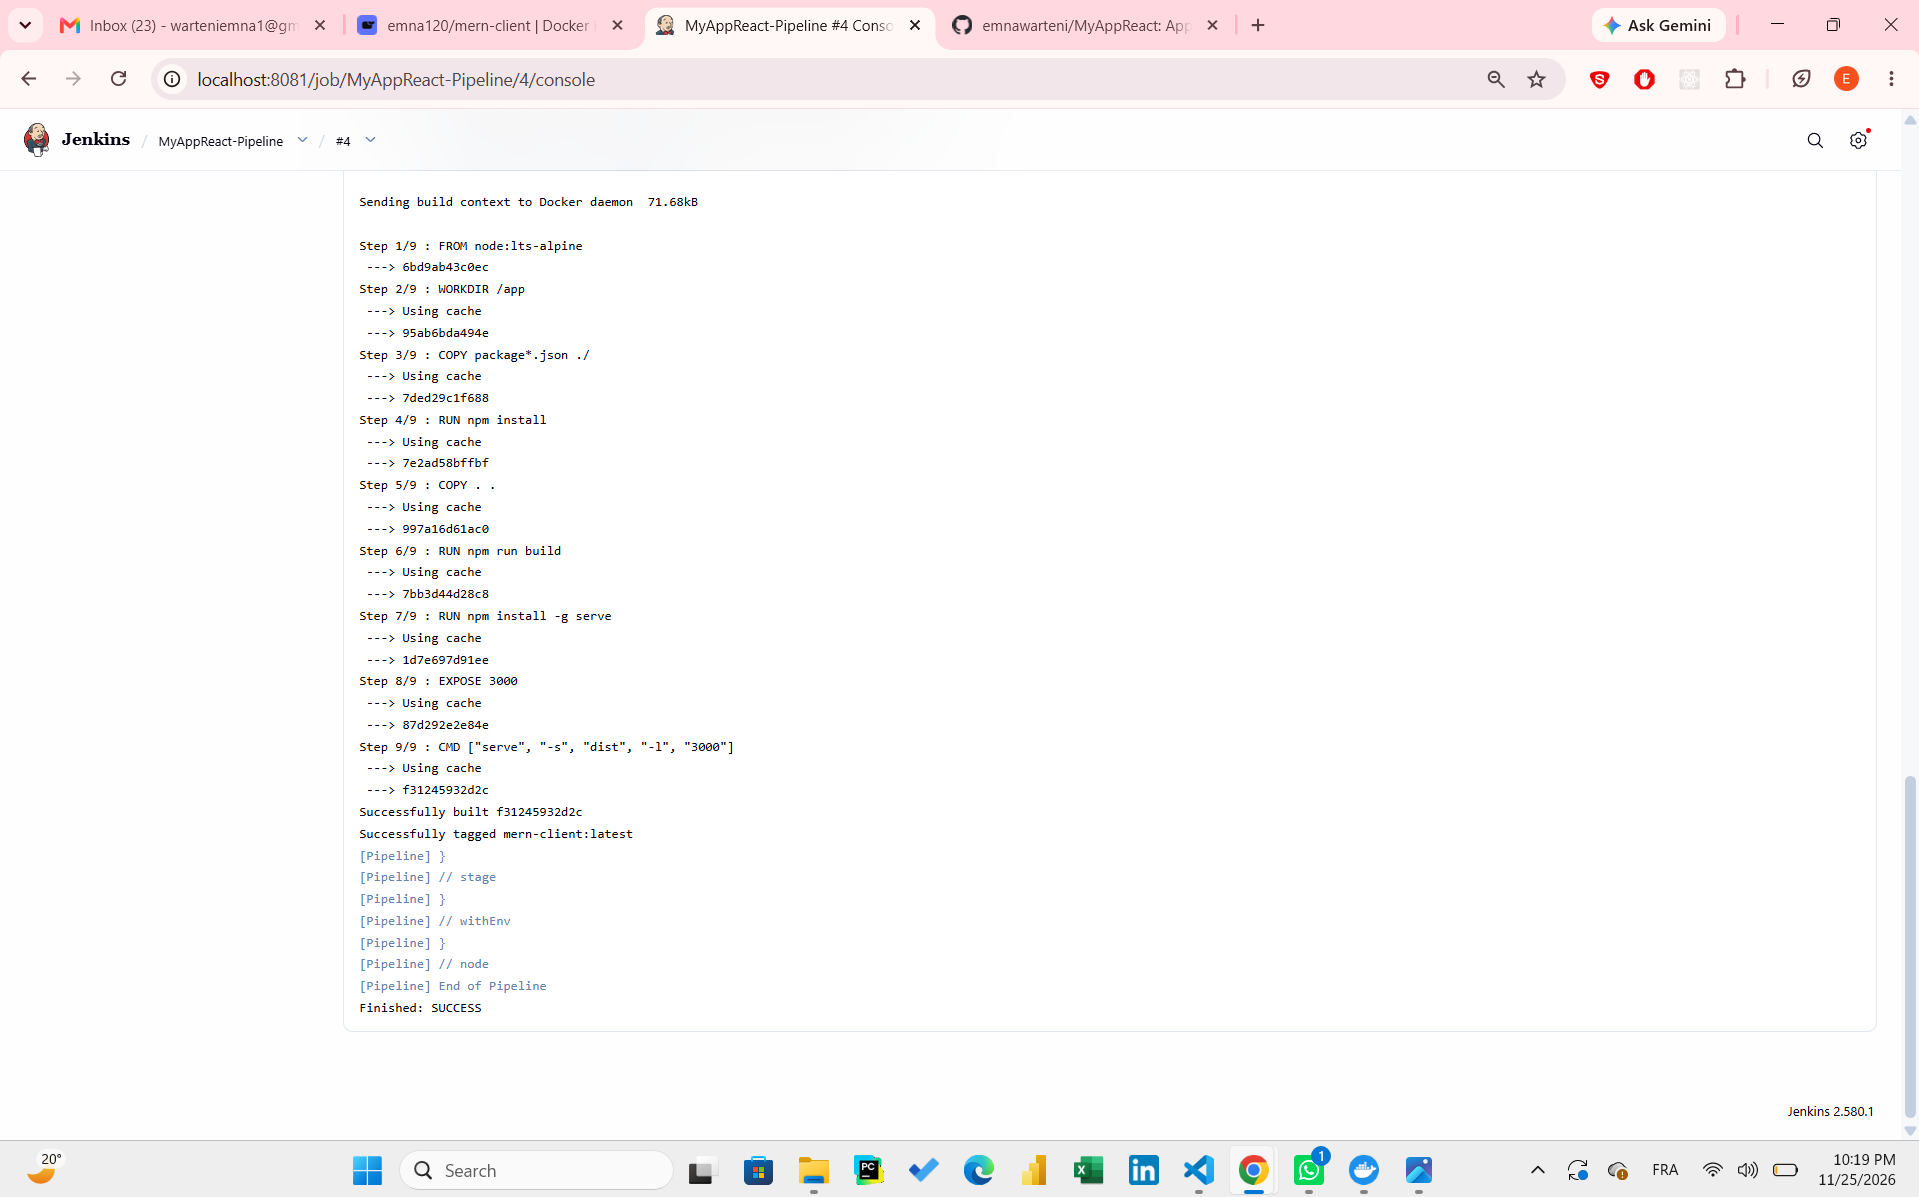 Inbox (23) - warteniemna1@gm
emna120/mern-client | Docker
MyAppReact-Pipeline #4 Conso
emnawarteni/MyAppReact: App
Ask Gemini
localhost:8081/job/MyAppReact-Pipeline/4/console
E
Jenkins / MyAppReact-Pipeline / #4
Sending build context to Docker daemon  71.68kB
Step 1/9 : FROM node:lts-alpine
---> 6bd9ab43c0ec
Step 2/9 : WORKDIR /app
---> Using cache
---> 95ab6bda494e
Step 3/9 : COPY package*.json ./
---> Using cache
---> 7ded29c1f688
Step 4/9 : RUN npm install
---> Using cache
---> 7e2ad58bffbf
Step 5/9 : COPY . .
---> Using cache
---> 997a16d61ac0
Step 6/9 : RUN npm run build
---> Using cache
---> 7bb3d44d28c8
Step 7/9 : RUN npm install -g serve
---> Using cache
---> 1d7e697d91ee
Step 8/9 : EXPOSE 3000
---> Using cache
---> 87d292e2e84e
Step 9/9 : CMD ["serve", "-s", "dist", "-l", "3000"]
---> Using cache
---> f31245932d2c
Successfully built f31245932d2c
Successfully tagged mern-client:latest
[Pipeline] }
[Pipeline] // stage
[Pipeline] }
[Pipeline] // withEnv
[Pipeline] }
[Pipeline] // node
[Pipeline] End of Pipeline
Finished: SUCCESS
Jenkins 2.580.1
20°
Search
PC
1
FRA
10:19 PM
11/25/2026